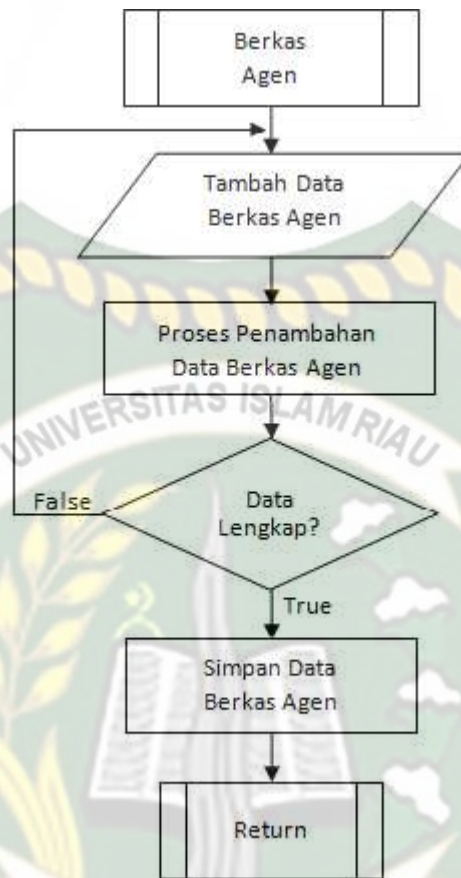 Berkas
Agen
Tambah Data
Berkas Agen
Proses Penambahan
Data Berkas Agen
UNIVERSITAS ISLAM RIAU
False
Data
Lengkap?
True
Simpan Data
Berkas Agen
Return